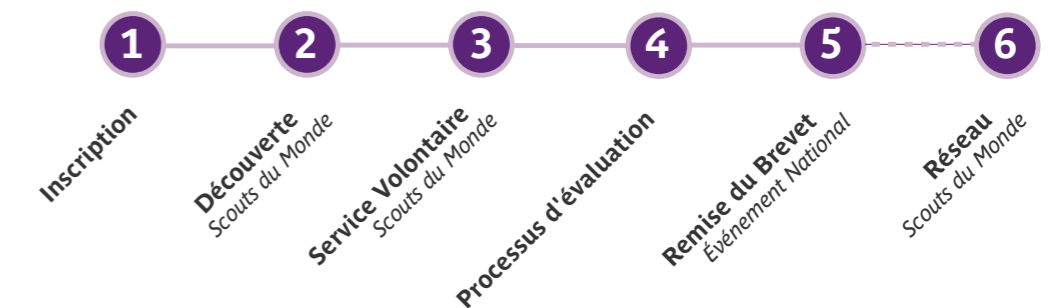 1
2
3
4
5
6
Inscription
Découverte
Scouts du Monde
Service Volontaire
Scouts du Monde
Processus d'évaluation
Remise du Brevet
Événement National
Réseau
Scouts du Monde